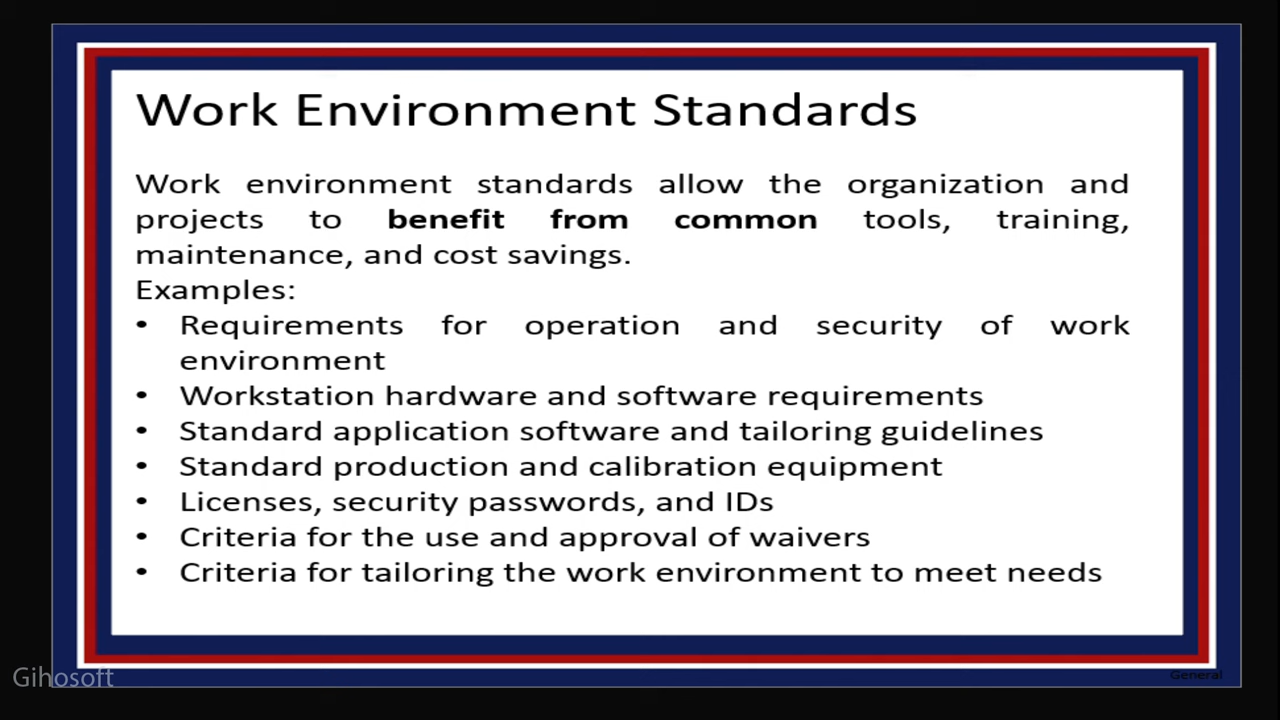 Work Environment Standards
Work environment standards allow the organization and
projects to benefit from common tools, training,
maintenance, and cost savings.
Examples:
• Requirements for operation and security of work
environment
• Workstation hardware and software requirements
• Standard application software and tailoring guidelines
• Standard production and calibration equipment
• Licenses, security passwords, and IDs
• Criteria for the use and approval of waivers
• Criteria for tailoring the work environment to meet needs
Gihosoft
General